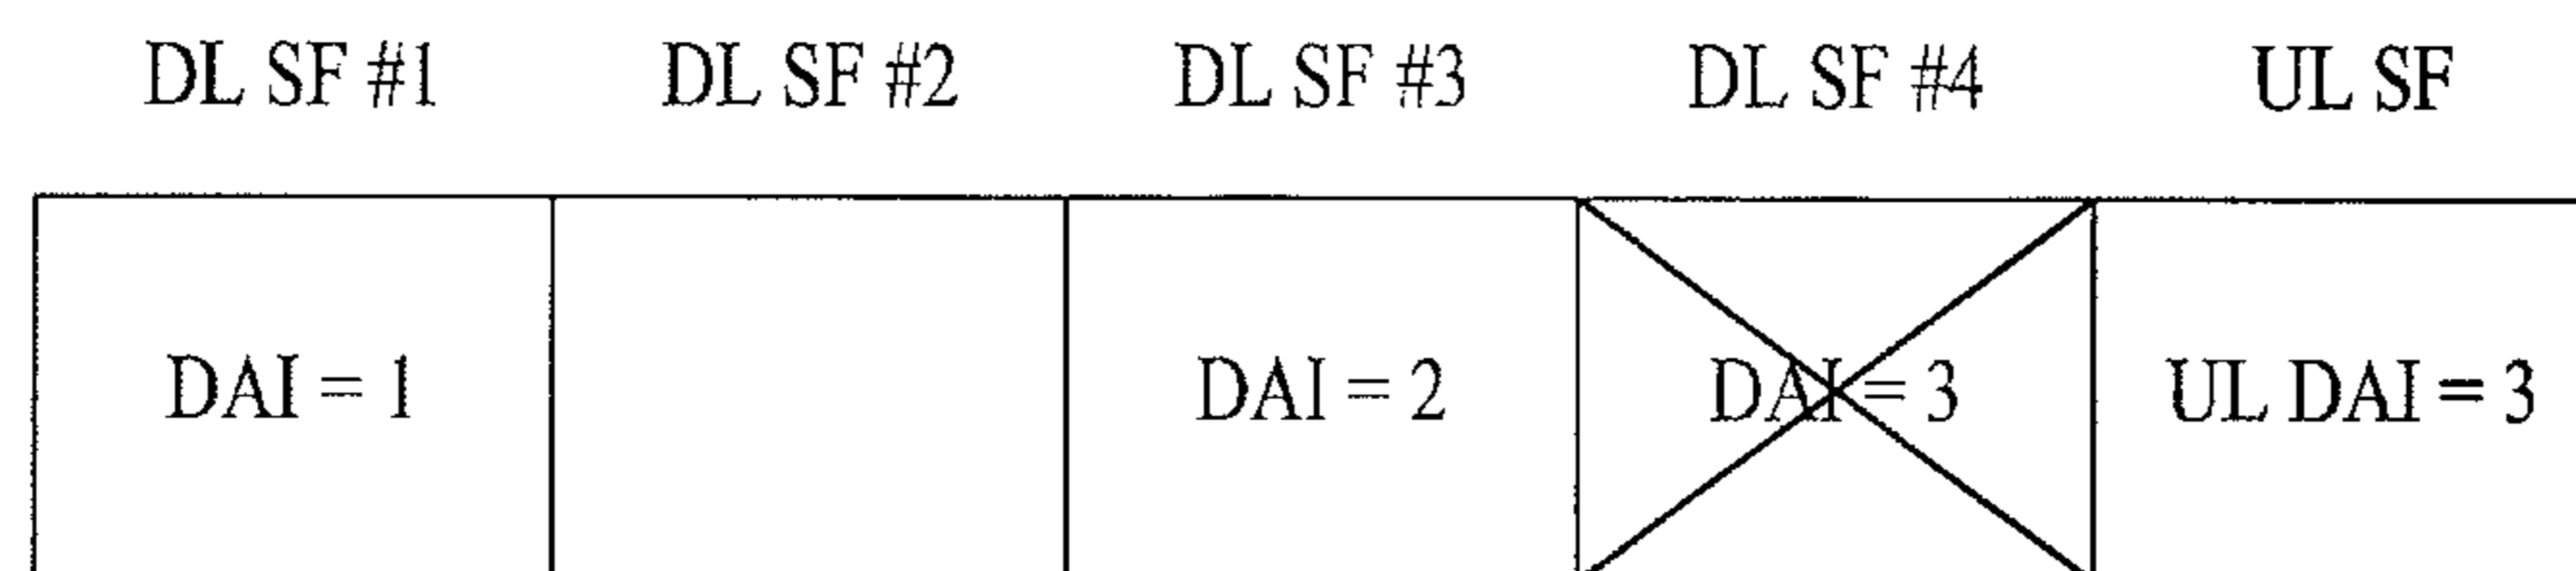 DL SF #1 DL SF #2 DL SF #3 DL SF #4 UL SF
DAI = 1 DAI = 2 DAI = 3 UL DAI = 3